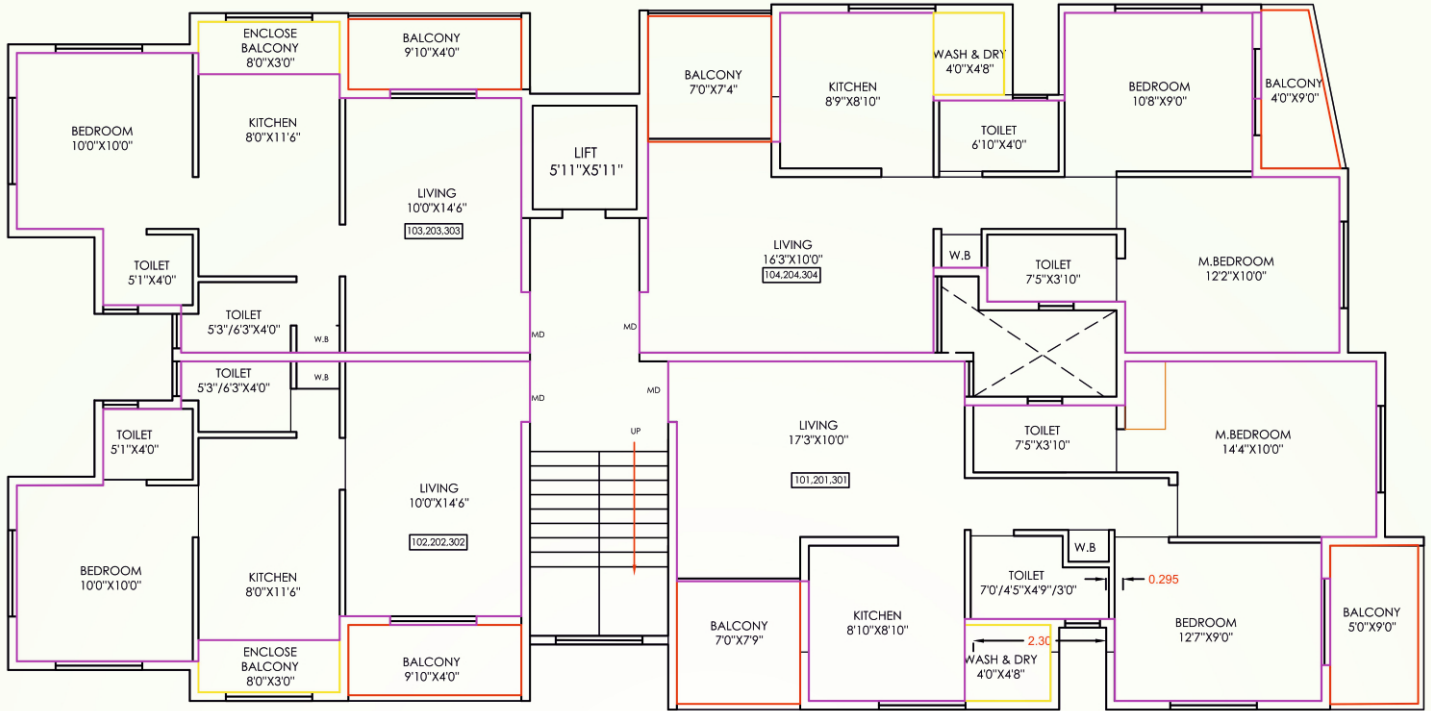 ENCLOSE
BALCONY
8'0"X3'0"
BALCONY
9'10"X4'0"
BEDROOM
10'0"X10'0"
KITCHEN
8'0"X11'6"
LIVING
10'0"X14'6"
103,203,303
TOILET
5'1"X4'0"
TOILET
5'3"/6'3"X4'0"
W.B
LIFT
5'11"X5'11"
MD
MD
BALCONY
7'0"X7'4"
KITCHEN
8'9"X8'10"
WASH & DRY
4'0"X4'8"
TOILET
6'10"X4'0"
BEDROOM
10'8"X9'0"
BALCONY
4'0"X9'0"
LIVING
16'3"X10'0"
104,204,304
W.B
TOILET
7'5"X3'10"
M.BEDROOM
12'2"X10'0"
TOILET
5'3"/6'3"X4'0"
W.B
TOILET
5'1"X4'0"
LIVING
10'0"X14'6"
102,202,302
BEDROOM
10'0"X10'0"
KITCHEN
8'0"X11'6"
ENCLOSE
BALCONY
8'0"X3'0"
BALCONY
9'10"X4'0"
MD
MD
UP
LIVING
17'3"X10'0"
101,201,301
TOILET
7'5"X3'10"
M.BEDROOM
14'4"X10'0"
W.B
TOILET
7'0"/4'5"X4'9"/3'0"
0.295
BALCONY
7'0"X7'9"
KITCHEN
8'10"X8'10"
2.30
WASH & DRY
4'0"X4'8"
BEDROOM
12'7"X9'0"
BALCONY
5'0"X9'0"